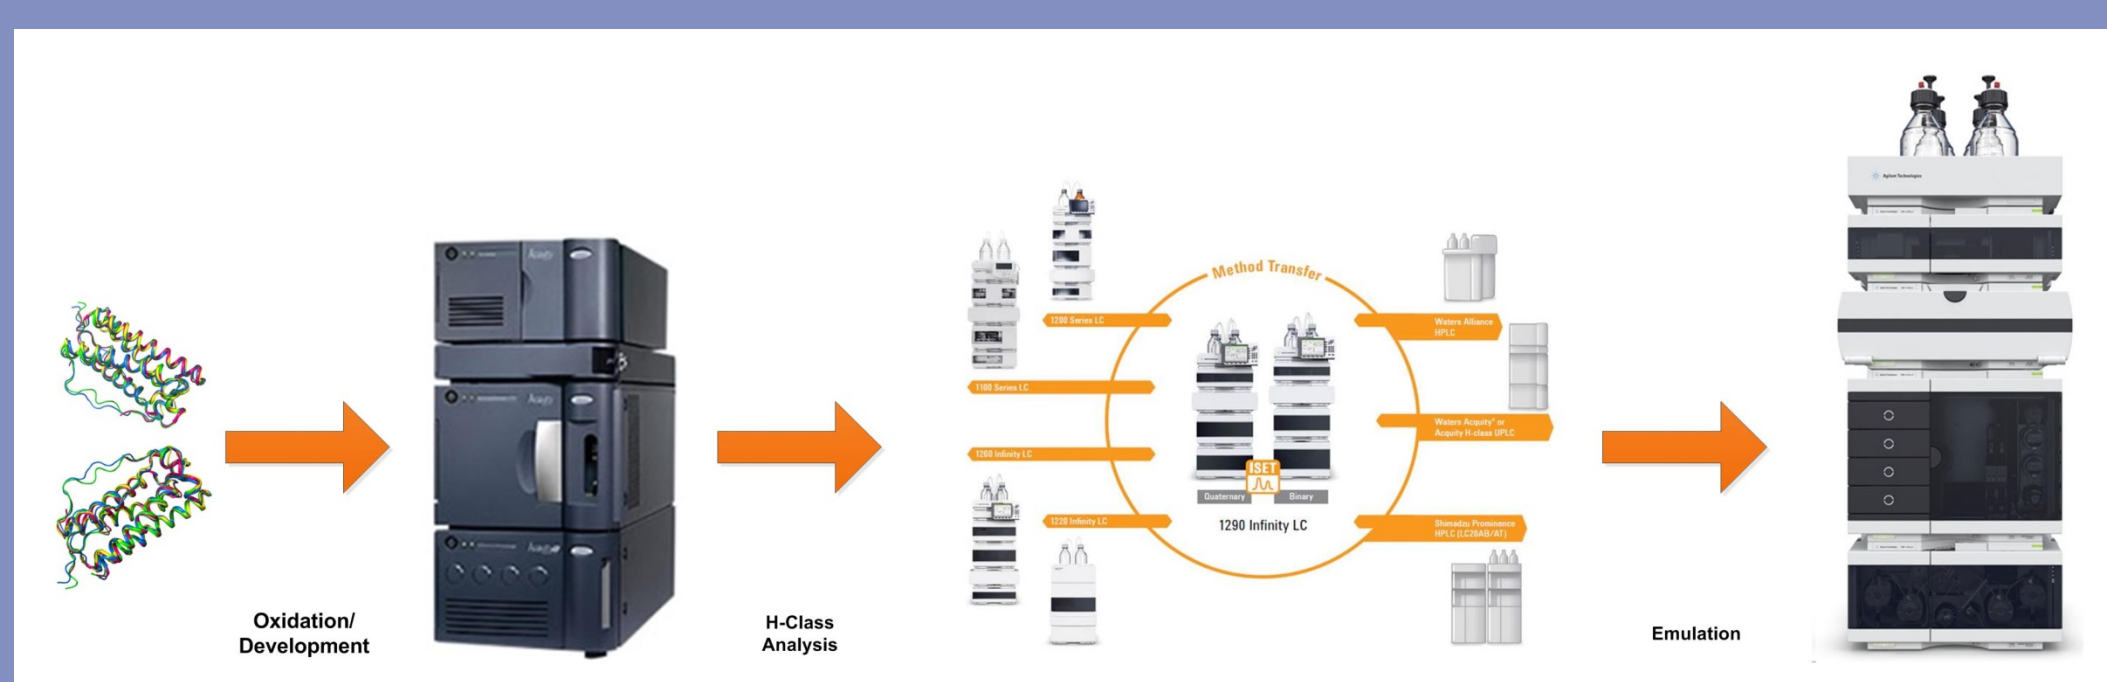 Oxidation/
Development
H-Class
Analysis
Method Transfer
1200 Series LC
1100 Series LC
1260 Infinity LC
1220 Infinity LC
Waters Alliance
HPLC
Waters Acquity® or
Acquity H-class UPLC
Shimadzu Prominence
HPLC (LC20AB/AT)
ISET
Quaternary
Binary
1290 Infinity LC
Emulation
Agilent Technologies